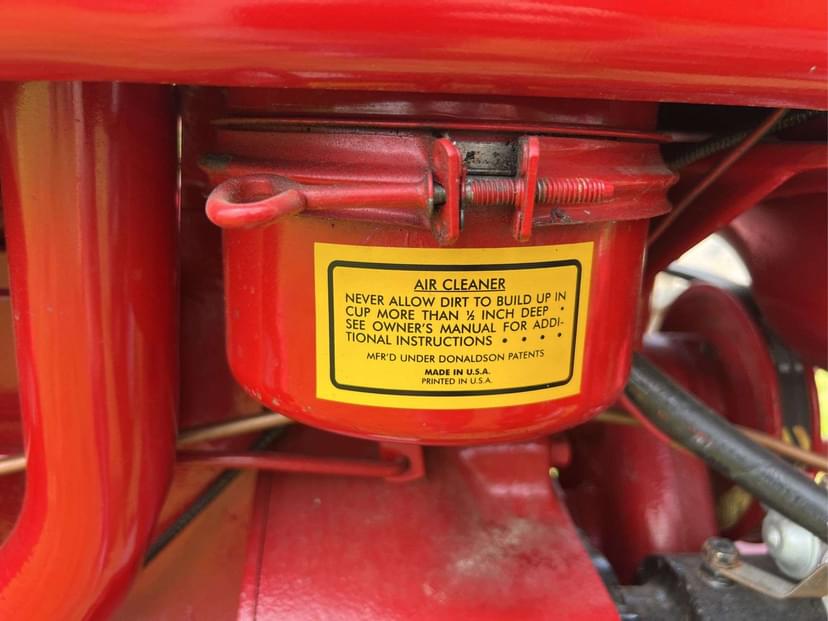 AIR CLEANER
NEVER ALLOW DIRT TO BUILD UP IN
CUP MORE THAN ½ INCH DEEP •
SEE OWNER'S MANUAL FOR ADDI-
TIONAL INSTRUCTIONS • • • •
MFR'D UNDER DONALDSON PATENTS
MADE IN U.S.A.
PRINTED IN U.S.A.